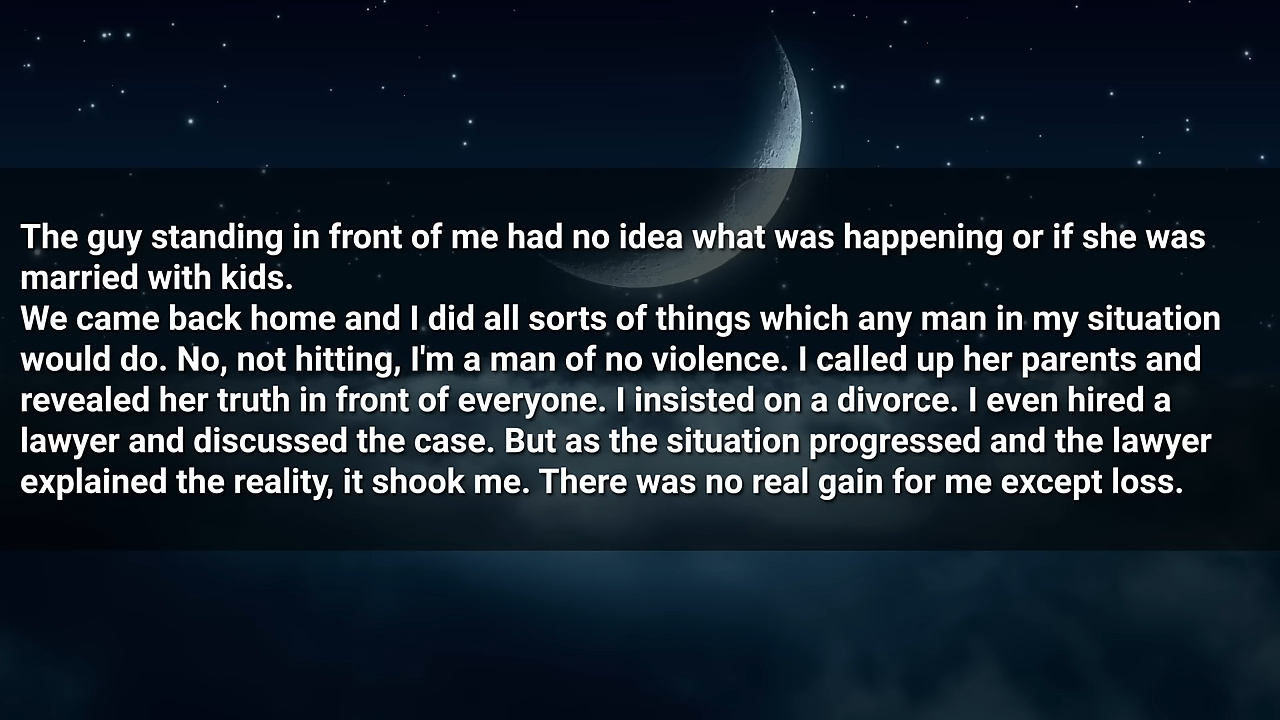 The guy standing in front of me had no idea what was happening or if she was
married with kids.
We came back home and I did all sorts of things which any man in my situation
would do. No, not hitting, I'm a man of no violence. I called up her parents and
revealed her truth in front of everyone. I insisted on a divorce. I even hired a
lawyer and discussed the case. But as the situation progressed and the lawyer
explained the reality, it shook me. There was no real gain for me except loss.